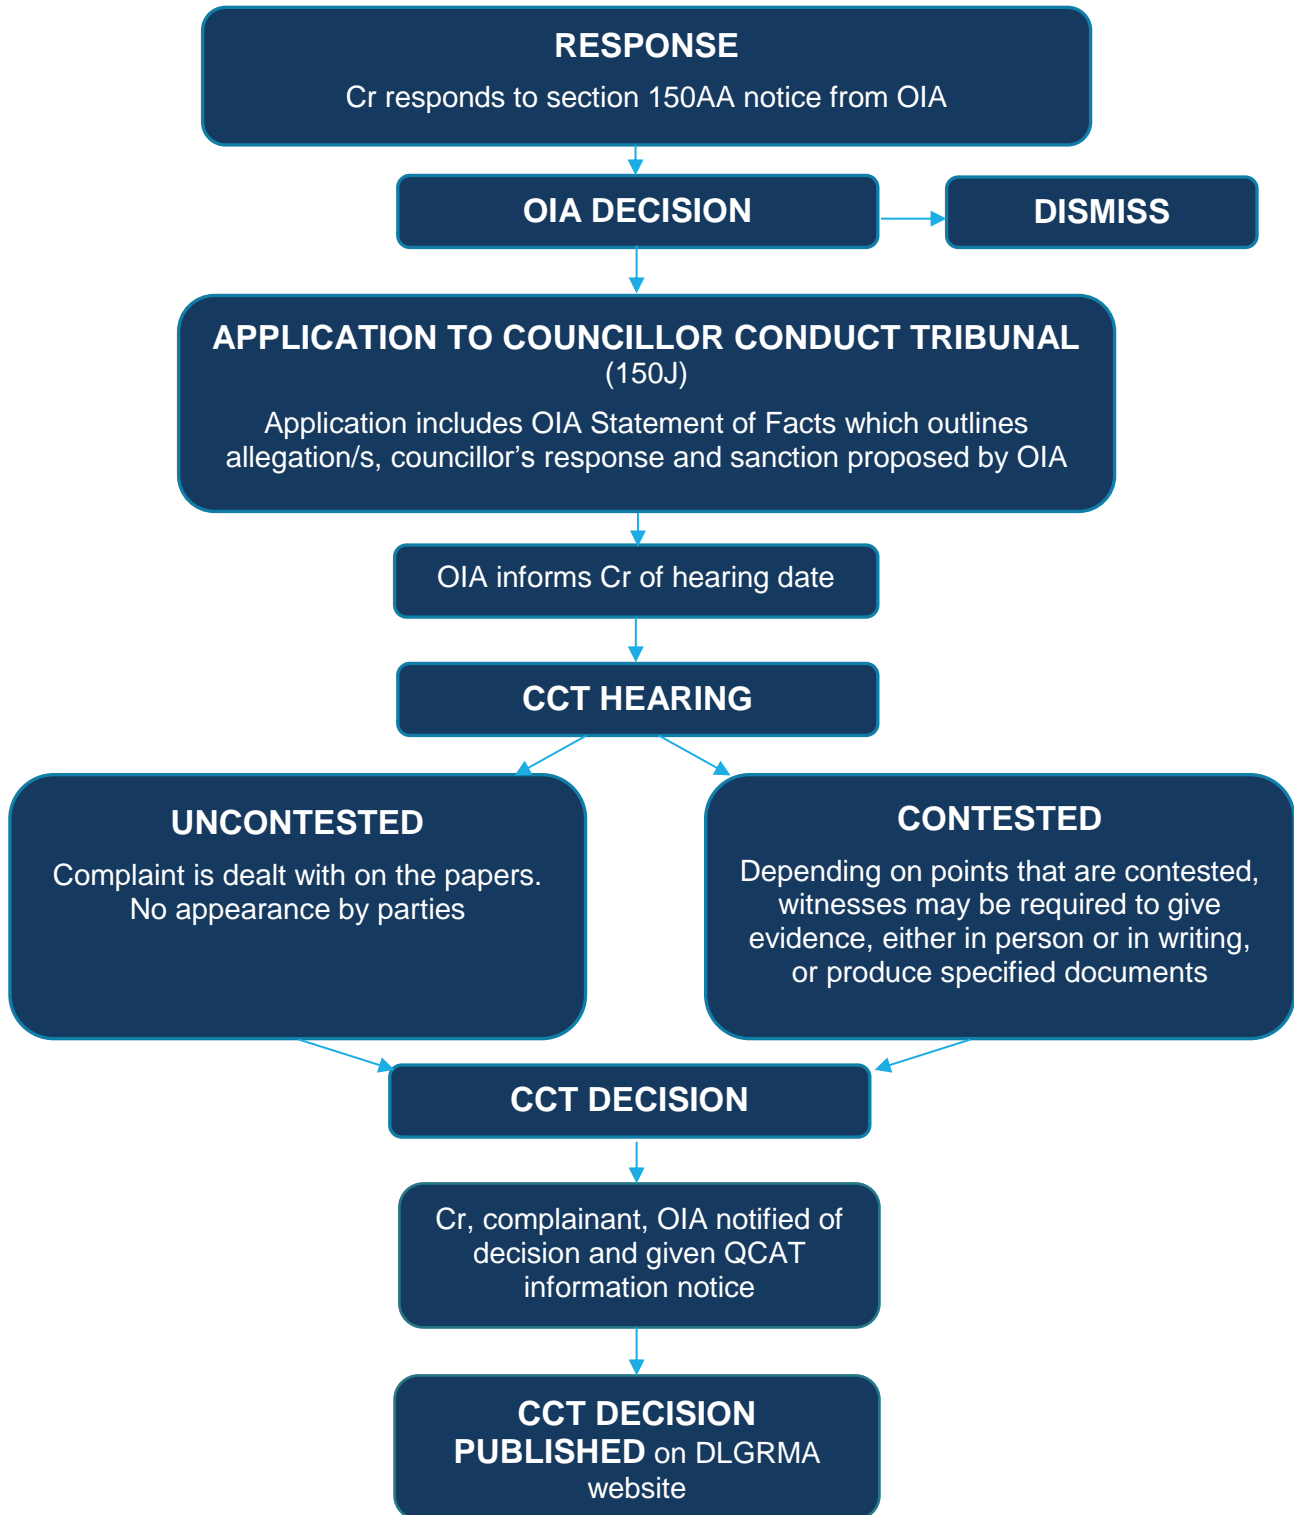 RESPONSE
Cr responds to section 150AA notice from OIA
OIA DECISION
DISMISS
APPLICATION TO COUNCILLOR CONDUCT TRIBUNAL
(150J)
Application includes OIA Statement of Facts which outlines
allegation/s, councillor’s response and sanction proposed by OIA
OIA informs Cr of hearing date
CCT HEARING
UNCONTESTED
Complaint is dealt with on the papers.
No appearance by parties
CONTESTED
Depending on points that are contested,
witnesses may be required to give
evidence, either in person or in writing,
or produce specified documents
CCT DECISION
Cr, complainant, OIA notified of
decision and given QCAT
information notice
CCT DECISION
PUBLISHED on DLGRMA
website